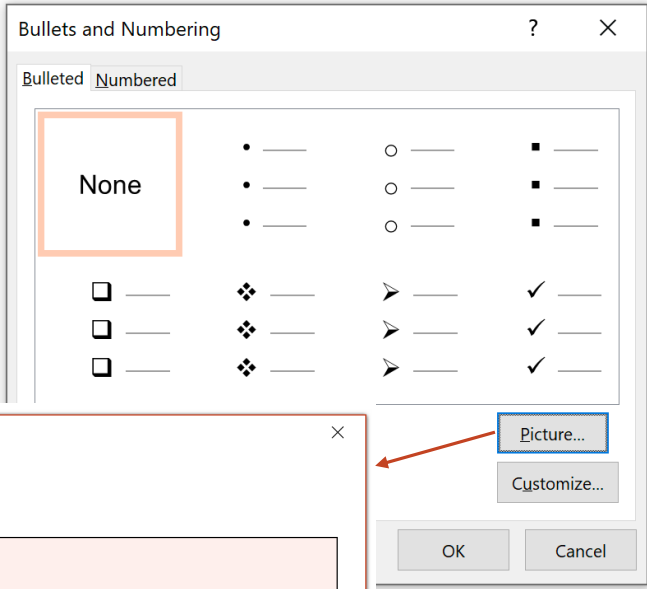 Bullets and Numbering ?
Bulleted Numbered
None
Picture...
Customize...
OK Cancel